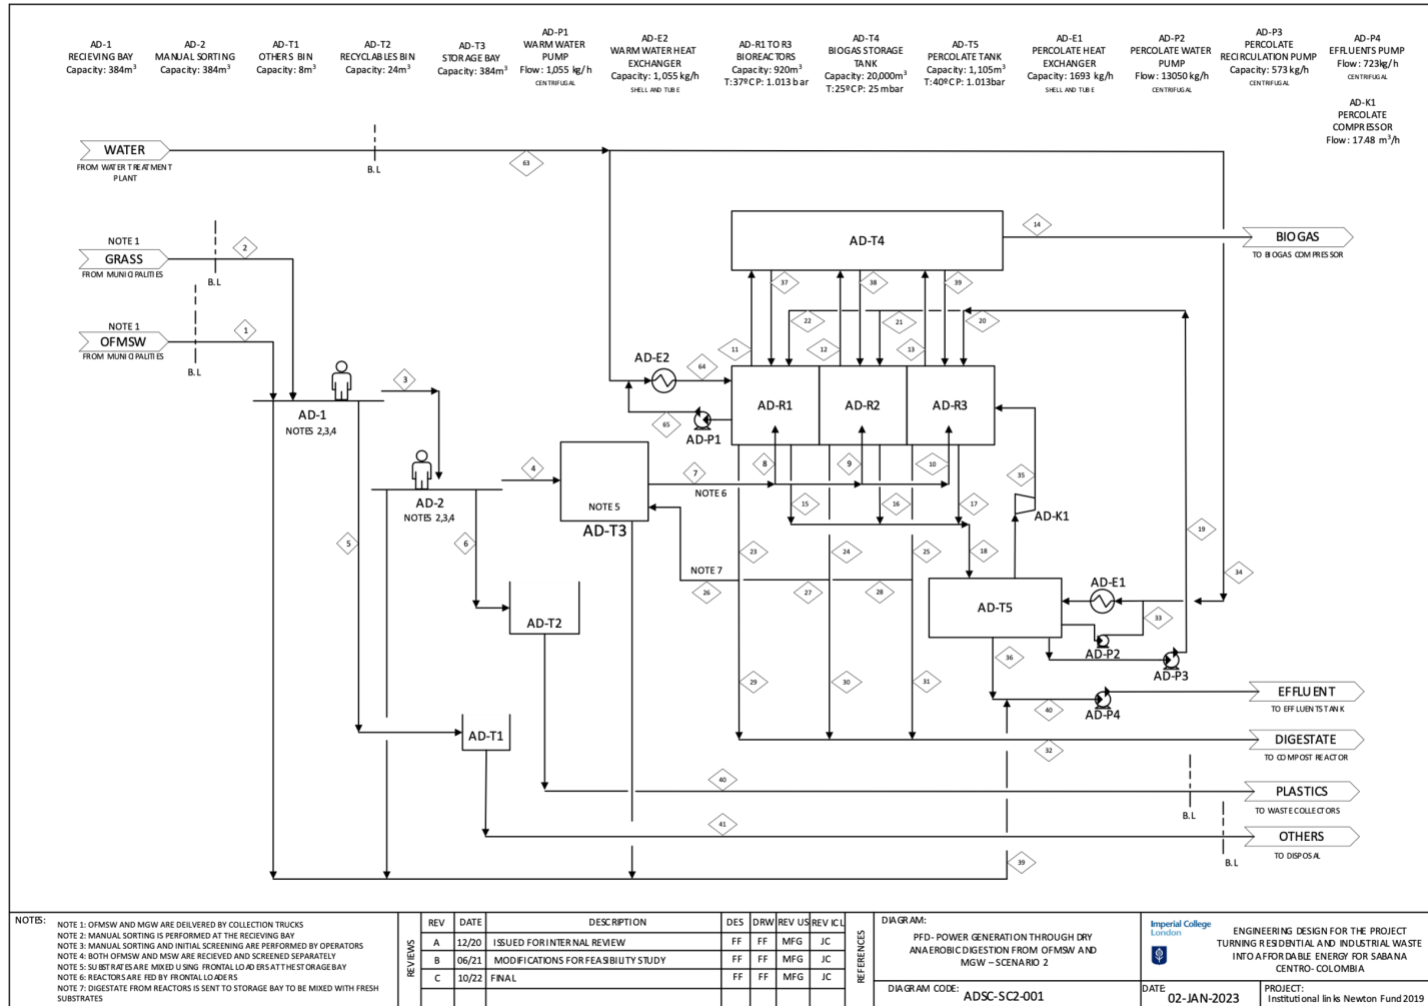 AD-1
RECIEVING BAY
Capacity: 384m³
AD-2
MANUAL SORTING
Capacity: 384m³
AD-T1
OTHERS BIN
Capacity: 8m³
AD-T2
RECYCLABLES BIN
Capacity: 24m³
AD-T3
STORAGE BAY
Capacity: 384m³
AD-P1
WARM WATER
PUMP
Flow: 1,055 kg/h
CENTRIFUGAL
AD-E2
WARM WATER HEAT
EXCHANGER
Capacity: 1,055 kg/h
SHELL AND TUBE
AD-R1 TO R3
BIOREACTORS
Capacity: 920m³
T:37ºC P: 1.013 bar
AD-T4
BIOGAS STORAGE
TANK
Capacity: 20,000m³
T:25ºC P: 25 mbar
AD-T5
PERCOLATE TANK
Capacity: 1,105m³
T:40ºC P: 1.013bar
AD-E1
PERCOLATE HEAT
EXCHANGER
Capacity: 1693 kg/h
SHELL AND TUBE
AD-P2
PERCOLATE WATER
PUMP
Flow: 13050 kg/h
CENTRIFUGAL
AD-P3
PERCOLATE
RECIRCULATION PUMP
Capacity: 573 kg/h
CENTRIFUGAL
AD-P4
EFFLUENTS PUMP
Flow: 723kg/h
CENTRIFUGAL
AD-K1
PERCOLATE
COMPRESSOR
Flow: 17.48 m³/h
WATER
FROM WATER TREATMENT
PLANT
B.L
63
NOTE 1
GRASS
FROM MUNICIPALITIES
2
B.L
NOTE 1
OFMSW
FROM MUNICIPALITIES
1
B.L
AD-T4
14
BIOGAS
TO BIOGAS COMPRESSOR
37
38
39
22
21
20
11
12
13
AD-E2
64
65
AD-P1
AD-R1
AD-R2
AD-R3
3
AD-1
NOTES 2,3,4
4
AD-2
NOTES 2,3,4
5
6
NOTE 5
AD-T3
7
NOTE 6
8
9
10
15
16
17
35
AD-K1
19
18
23
24
25
34
NOTE 7
26
27
28
AD-T5
AD-E1
33
AD-P2
AD-P3
AD-T2
36
29
30
31
40
AD-P4
EFFLUENT
TO EFFLUENTS TANK
AD-T1
32
DIGESTATE
TO COMPOST REACTOR
40
PLASTICS
TO WASTE COLLECTORS
B.L
41
OTHERS
TO DISPOSAL
B.L
39
NOTES:
NOTE 1: OFMSW AND MGW ARE DEILVERED BY COLLECTION TRUCKS
NOTE 2: MANUAL SORTING IS PERFORMED AT THE RECIEVING BAY
NOTE 3: MANUAL SORTING AND INITIAL SCREENING ARE PERFORMED BY OPERATORS
NOTE 4: BOTH OFMSW AND MSW ARE RECIEVED AND SCREENED SEPARATELY
NOTE 5: SUBSTRATES ARE MIXED USING FRONTAL LOADERS AT THE STORAGE BAY
NOTE 6: REACTORS ARE FED BY FRONTAL LOADERS
NOTE 7: DIGESTATE FROM REACTORS IS SENT TO STORAGE BAY TO BE MIXED WITH FRESH
SUBSTRATES
REVIEWS
REV DATE DESCRIPTION DES DRW REV US REV ICL
A 12/20 ISSUED FOR INTERNAL REVIEW FF FF MFG JC
B 06/21 MODIFICATIONS FOR FEASIBILITY STUDY FF FF MFG JC
C 10/22 FINAL FF FF MFG JC
REFERENCES
DIAGRAM:
PFD- POWER GENERATION THROUGH DRY
ANAEROBIC DIGESTION FROM OFMSW AND
MGW – SCENARIO 2
DIAGRAM CODE: ADSC-SC2-001
Imperial College
London
ENGINEERING DESIGN FOR THE PROJECT
TURNING RESIDENTIAL AND INDUSTRIAL WASTE
INTO AFFORDABLE ENERGY FOR SABANA
CENTRO- COLOMBIA
DATE: 02-JAN-2023
PROJECT:
Institutional links Newton Fund 2019